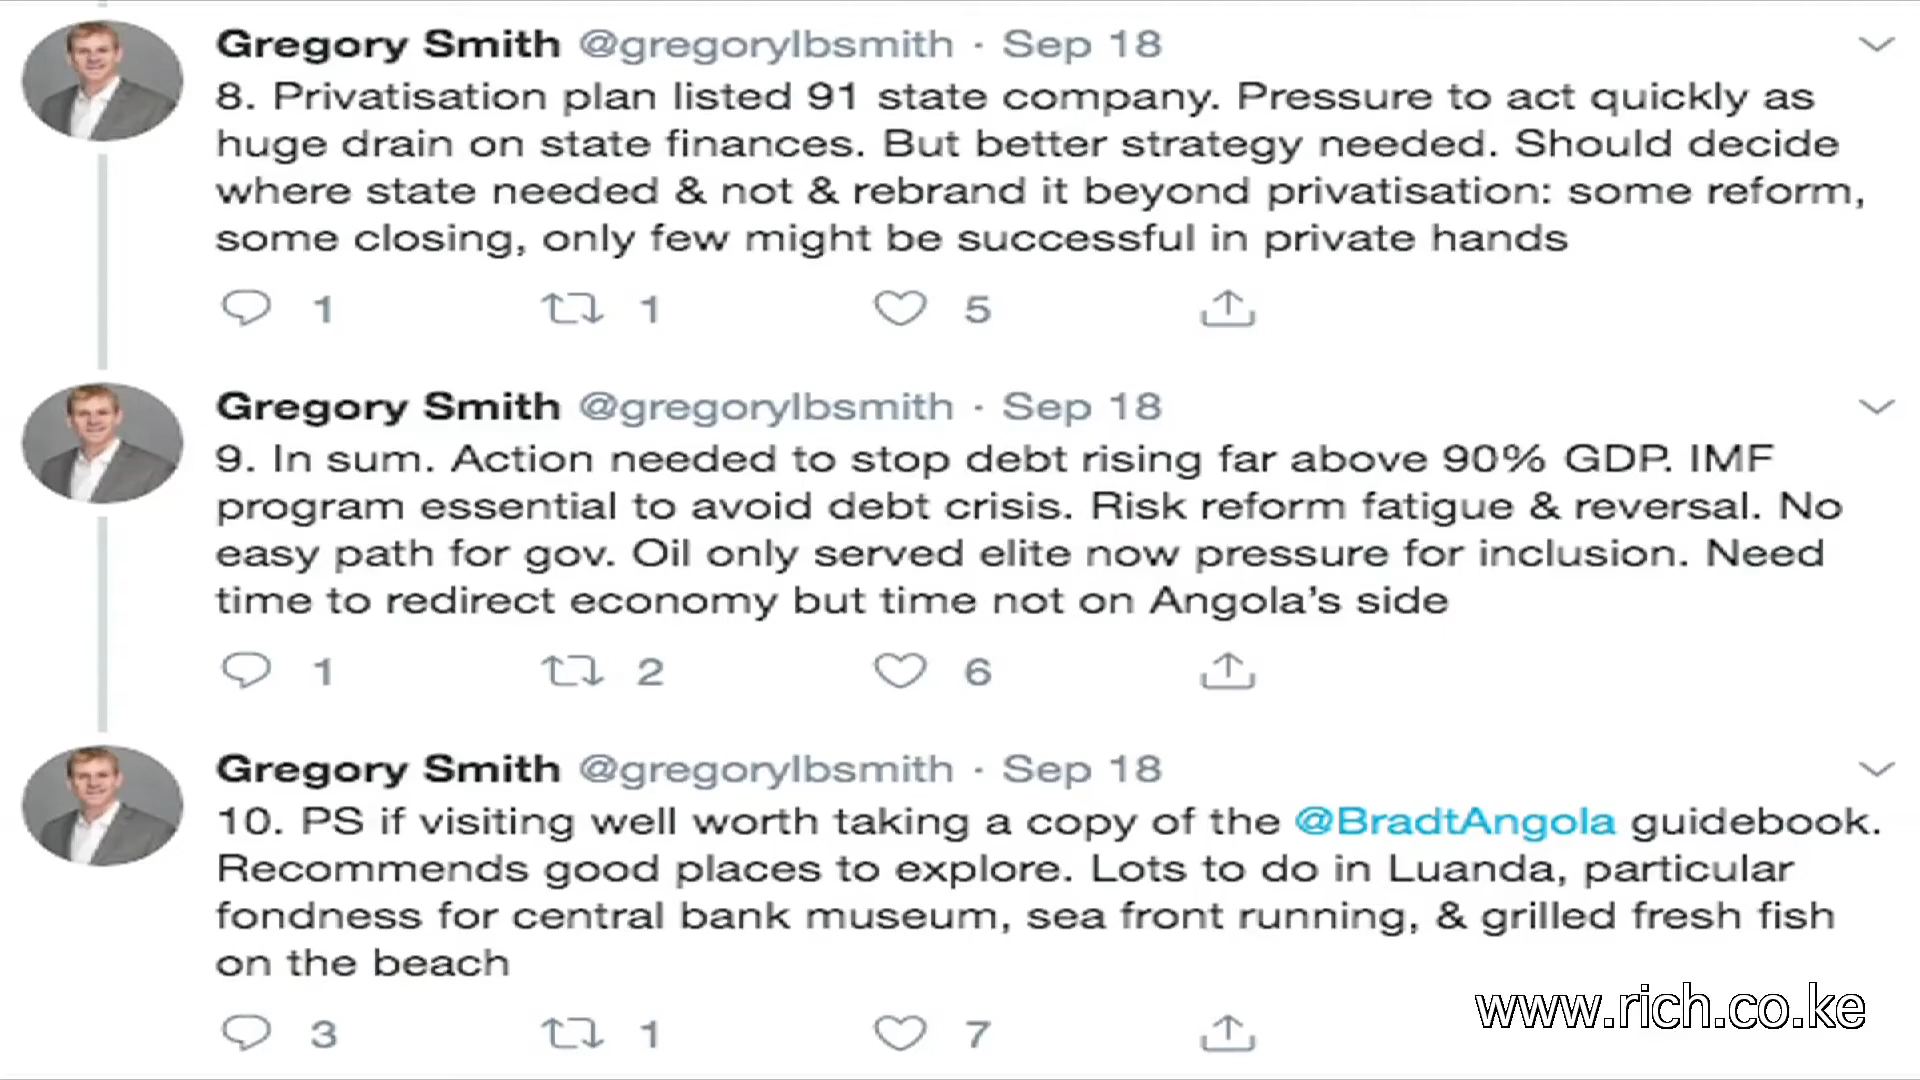 Gregory Smith @gregorylbsmith · Sep 18
8. Privatisation plan listed 91 state company. Pressure to act quickly as
huge drain on state finances. But better strategy needed. Should decide
where state needed & not & rebrand it beyond privatisation: some reform,
some closing, only few might be successful in private hands
1 1 5
Gregory Smith @gregorylbsmith · Sep 18
9. In sum. Action needed to stop debt rising far above 90% GDP. IMF
program essential to avoid debt crisis. Risk reform fatigue & reversal. No
easy path for gov. Oil only served elite now pressure for inclusion. Need
time to redirect economy but time not on Angola’s side
1 2 6
Gregory Smith @gregorylbsmith · Sep 18
10. PS if visiting well worth taking a copy of the @BradtAngola guidebook.
Recommends good places to explore. Lots to do in Luanda, particular
fondness for central bank museum, sea front running, & grilled fresh fish
on the beach
3 1 7
www.rich.co.ke